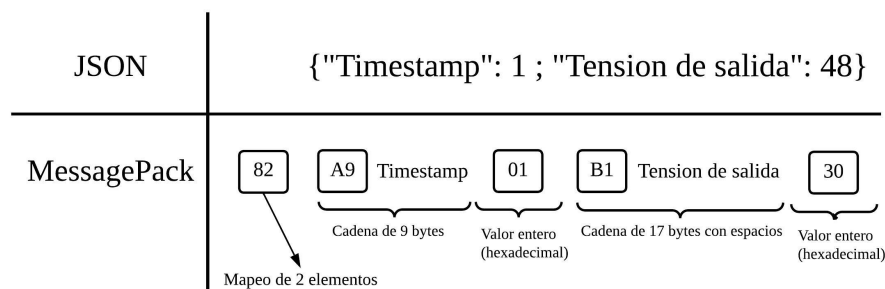 JSON
{"Timestamp": 1 ; "Tension de salida": 48}
MessagePack
82 A9 Timestamp 01 B1 Tension de salida 30
Cadena de 9 bytes
Valor entero
(hexadecimal)
Cadena de 17 bytes con espacios
Valor entero
(hexadecimal)
Mapeo de 2 elementos